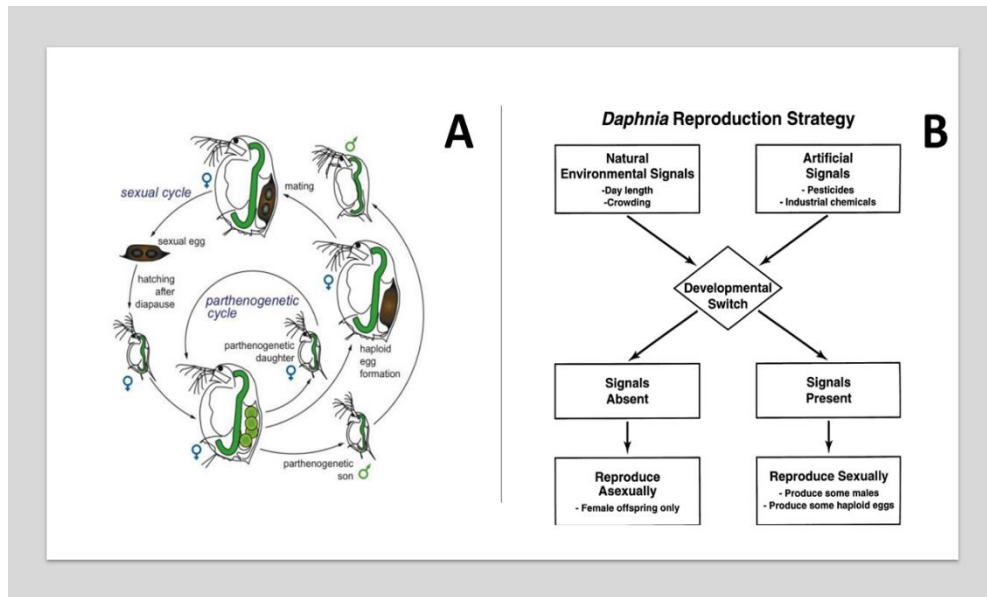 A
sexual cycle
♀
mating
♂
sexual egg
hatching
after
diapause
parthenogenetic
cycle
♀
parthenogenetic
daughter
♀
haploid
egg
formation
♀
♀
parthenogenetic
son ♂
B
Daphnia Reproduction Strategy
Natural
Environmental Signals
-Day length
-Crowding
Artificial
Signals
- Pesticides
- Industrial chemicals
Developmental
Switch
Signals
Absent
Signals
Present
Reproduce
Asexually
- Female offspring only
Reproduce Sexually
- Produce some males
- Produce some haploid eggs